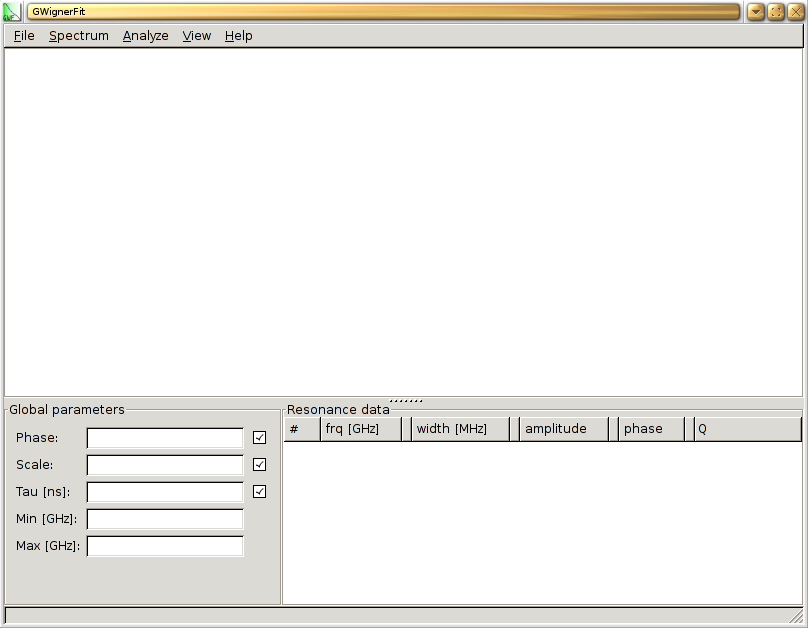 GWignerFit
File Spectrum Analyze View Help
Global parameters
Phase:
Scale:
Tau [ns]:
Min [GHz]:
Max [GHz]:
Resonance data
# frq [GHz] width [MHz] amplitude phase Q